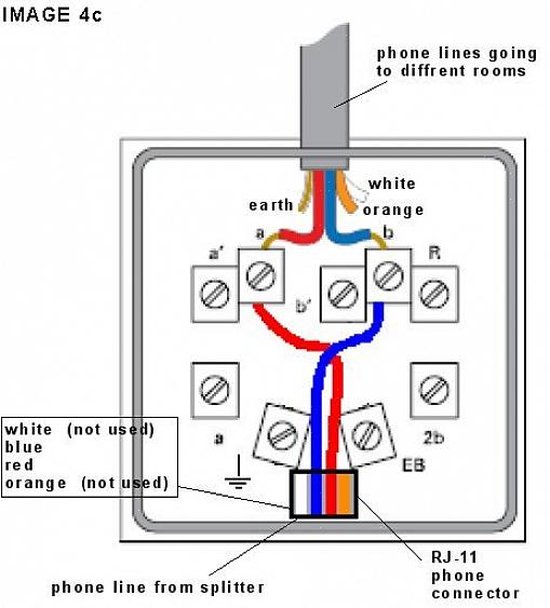 IMAGE 4c
phone lines going
to diffrent rooms
white
earth
orange
a
b
a'
R
b'
a
2b
EB
white (not used)
blue
red
orange (not used)
RJ-11
phone
connector
phone line from splitter